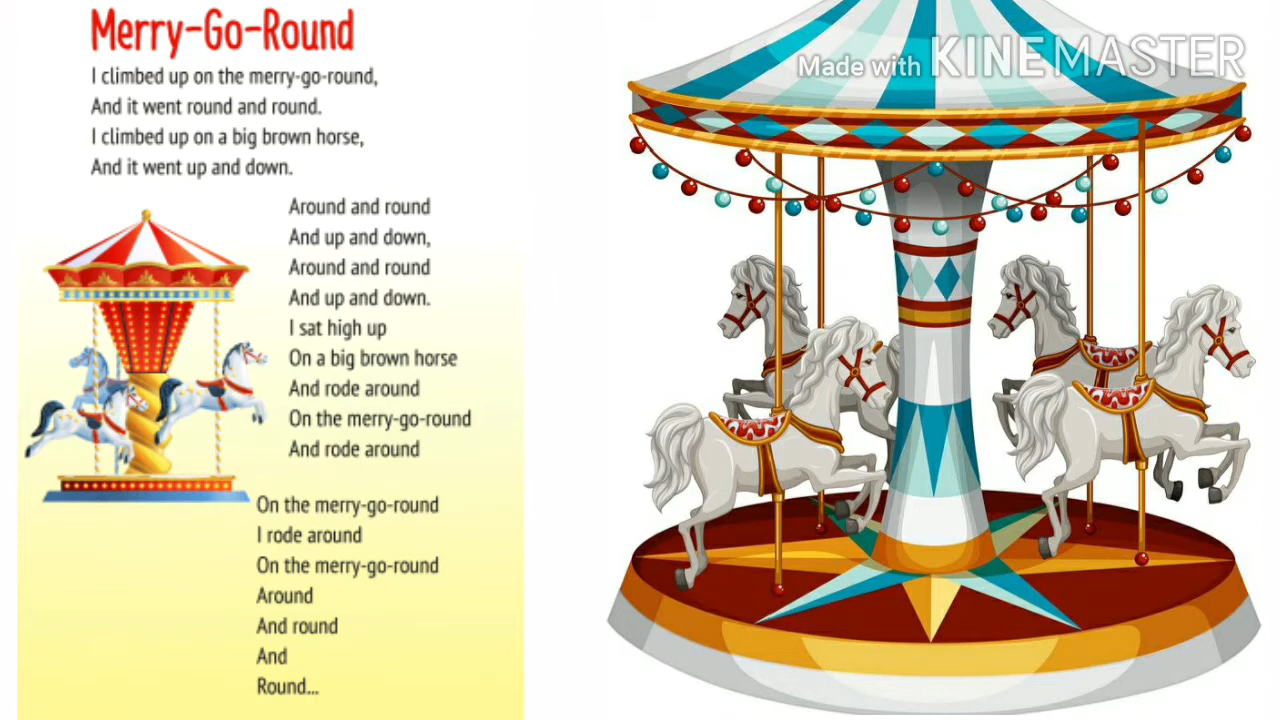 Merry-Go-Round
I climbed up on the merry-go-round,
And it went round and round.
I climbed up on a big brown horse,
And it went up and down.
Around and round
And up and down,
Around and round
And up and down.
I sat high up
On a big brown horse
And rode around
On the merry-go-round
And rode around
On the merry-go-round
I rode around
On the merry-go-round
Around
And round
And
Round...
Made with KINEMASTER